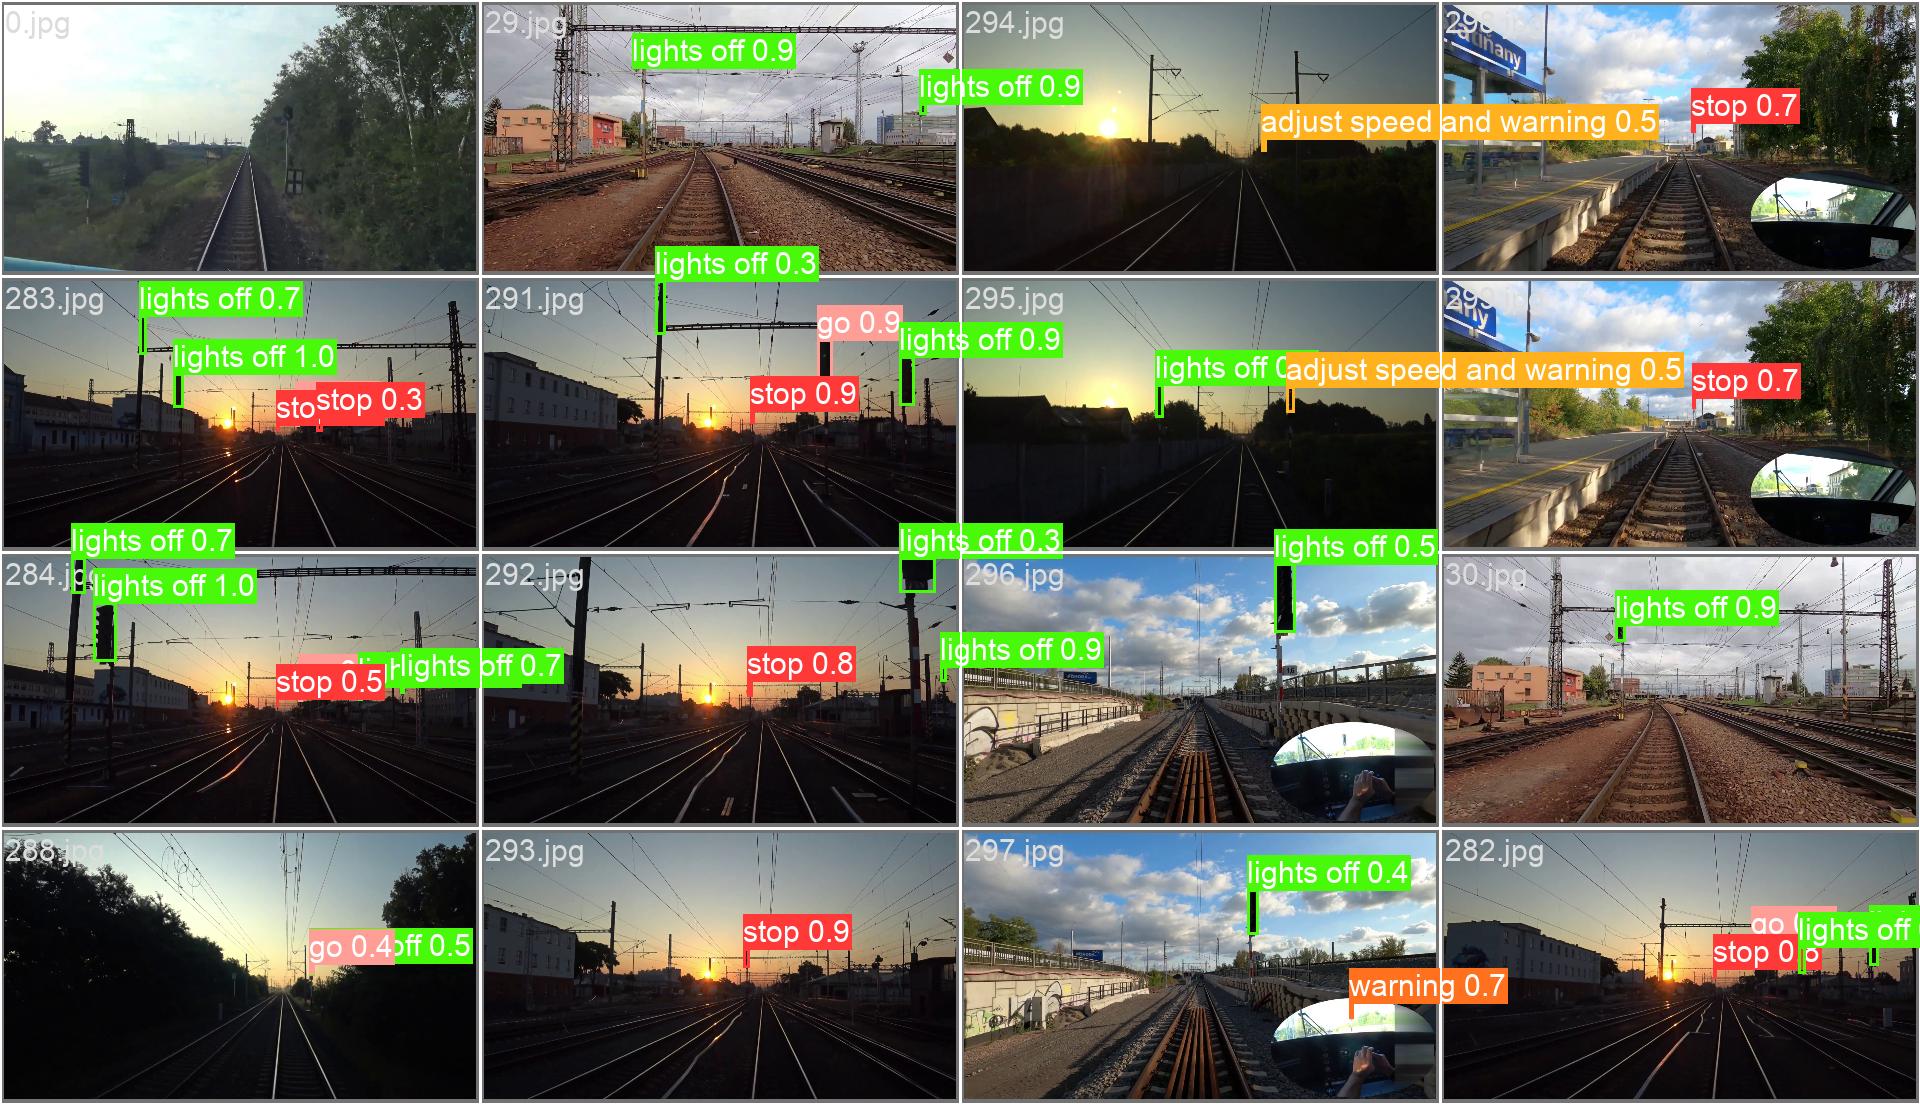 0.jpg
29.jpg
lights off 0.9
lights off 0.9
294.jpg
adjust speed and warning 0.5
stop 0.7
283.jpg
lights off 0.7
lights off 1.0
stop 0.3
lights off 0.3
291.jpg
go 0.9
lights off 0.9
stop 0.9
295.jpg
lights off
adjust speed and warning 0.5
stop 0.7
lights off 0.7
284.jpg
lights off 1.0
stop 0.5
lights off 0.7
292.jpg
lights off 0.3
stop 0.8
lights off 0.9
296.jpg
lights off 0.5
30.jpg
lights off 0.9
288.jpg
go 0.4
off 0.5
293.jpg
stop 0.9
297.jpg
lights off 0.4
warning 0.7
282.jpg
go
lights off
stop